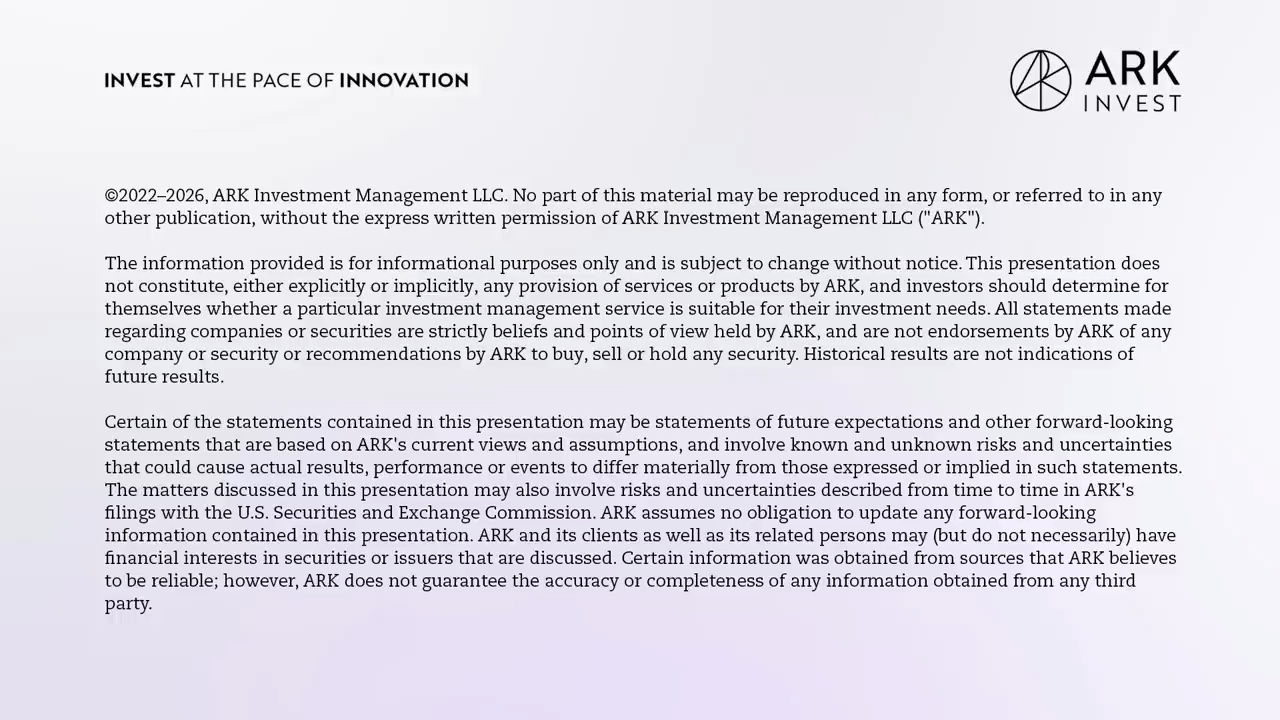 INVEST AT THE PACE OF INNOVATION
ARK
INVEST
©2022–2026, ARK Investment Management LLC. No part of this material may be reproduced in any form, or referred to in any
other publication, without the express written permission of ARK Investment Management LLC ("ARK").
The information provided is for informational purposes only and is subject to change without notice. This presentation does
not constitute, either explicitly or implicitly, any provision of services or products by ARK, and investors should determine for
themselves whether a particular investment management service is suitable for their investment needs. All statements made
regarding companies or securities are strictly beliefs and points of view held by ARK, and are not endorsements by ARK of any
company or security or recommendations by ARK to buy, sell or hold any security. Historical results are not indications of
future results.
Certain of the statements contained in this presentation may be statements of future expectations and other forward-looking
statements that are based on ARK's current views and assumptions, and involve known and unknown risks and uncertainties
that could cause actual results, performance or events to differ materially from those expressed or implied in such statements.
The matters discussed in this presentation may also involve risks and uncertainties described from time to time in ARK's
filings with the U.S. Securities and Exchange Commission. ARK assumes no obligation to update any forward-looking
information contained in this presentation. ARK and its clients as well as its related persons may (but do not necessarily) have
financial interests in securities or issuers that are discussed. Certain information was obtained from sources that ARK believes
to be reliable; however, ARK does not guarantee the accuracy or completeness of any information obtained from any third
party.